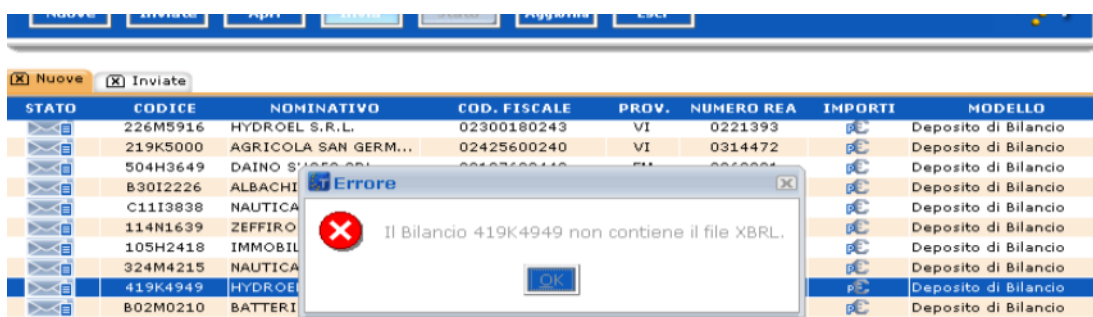 Nuove Inviate Apri Invia Stato Aggiorna Esci
Nuove Inviate
STATO CODICE NOMINATIVO COD. FISCALE PROV. NUMERO REA IMPORTI MODELLO
226M5916 HYDROEL S.R.L. 02300180243 VI 0221393 Deposito di Bilancio
219K5000 AGRICOLA SAN GERM... 02425600240 VI 0314472 Deposito di Bilancio
504H3649 DAINO Deposito di Bilancio
B30I2226 ALBACHI Deposito di Bilancio
C11I3838 NAUTICA Deposito di Bilancio
114N1639 ZEFFIRO Deposito di Bilancio
105H2418 IMMOBIL Deposito di Bilancio
324M4215 NAUTICA Deposito di Bilancio
419K4949 HYDROEL Deposito di Bilancio
B02M0210 BATTERI Deposito di Bilancio
Errore
Il Bilancio 419K4949 non contiene il file XBRL.
OK